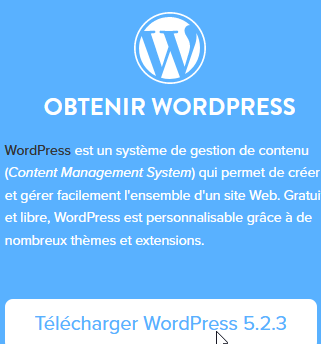 OBTENIR WORDPRESS
WordPress est un système de gestion de contenu
(Content Management System) qui permet de créer
et gérer facilement l'ensemble d'un site Web. Gratui
et libre, WordPress est personnalisable grâce à de
nombreux thèmes et extensions.
Télécharger WordPress 5.2.3